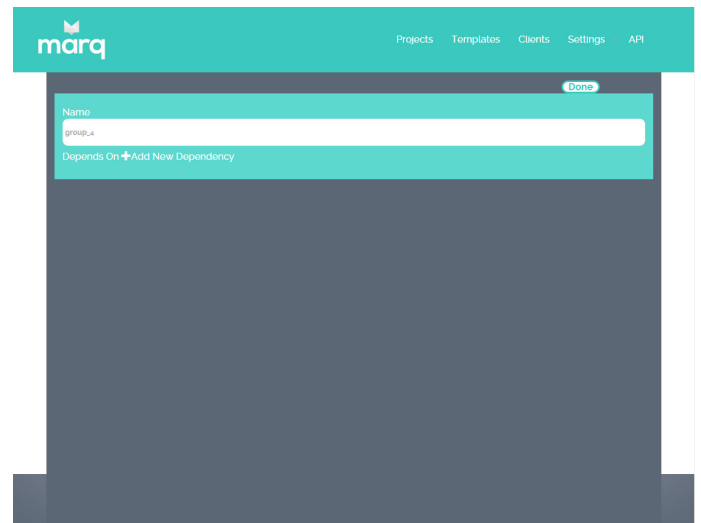 marq
Projects Templates Clients Settings API
Done
Name
group_4
Depends On +Add New Dependency